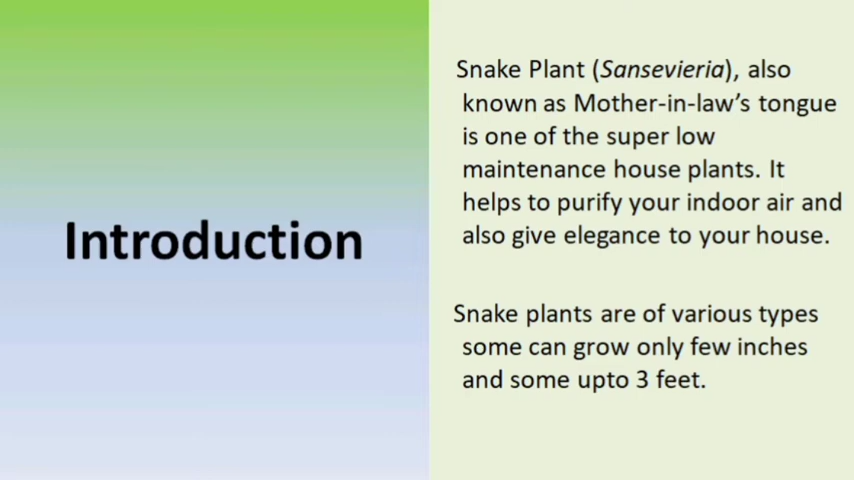 Introduction
Snake Plant (Sansevieria), also
known as Mother-in-law's tongue
is one of the super low
maintenance house plants. It
helps to purify your indoor air and
also give elegance to your house.
Snake plants are of various types
some can grow only few inches
and some upto 3 feet.